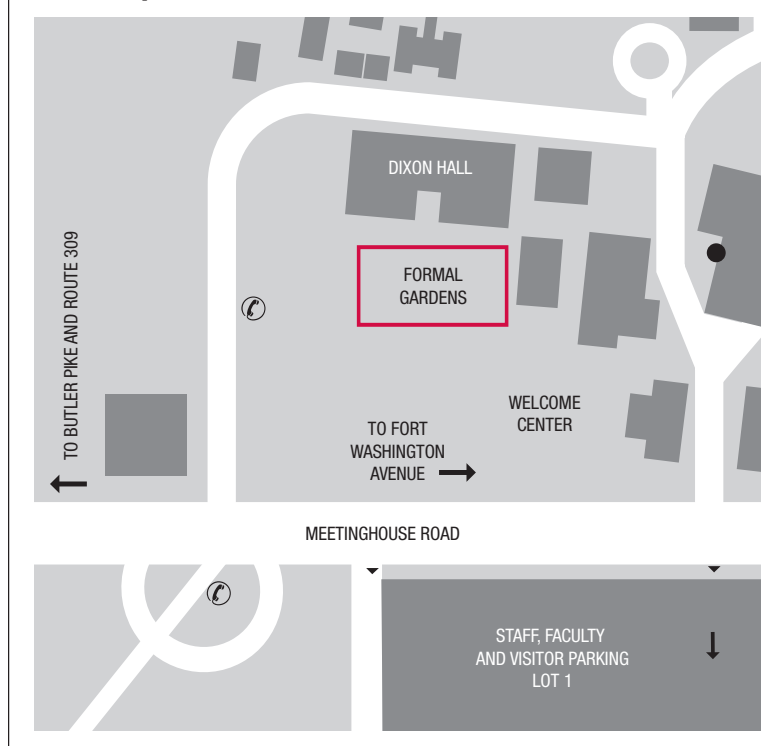 DIXON HALL
FORMAL
GARDENS
TO BUTLER PIKE AND ROUTE 309
WELCOME
CENTER
TO FORT
WASHINGTON
AVENUE
MEETINGHOUSE ROAD
STAFF, FACULTY
AND VISITOR PARKING
LOT 1